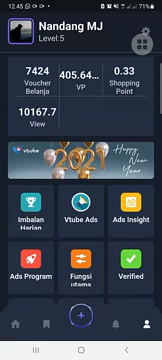 12.45
71%
Nandang MJ
Level:5
7424
Voucher
Belanja
405.64...
VP
0.33
Shopping
Point
10167.7
View
vtube
2021
Happy
New
Year
Imbalan
Harian
Vtube Ads
Ads Insight
Ads Program
Fungsi
utama
Verified